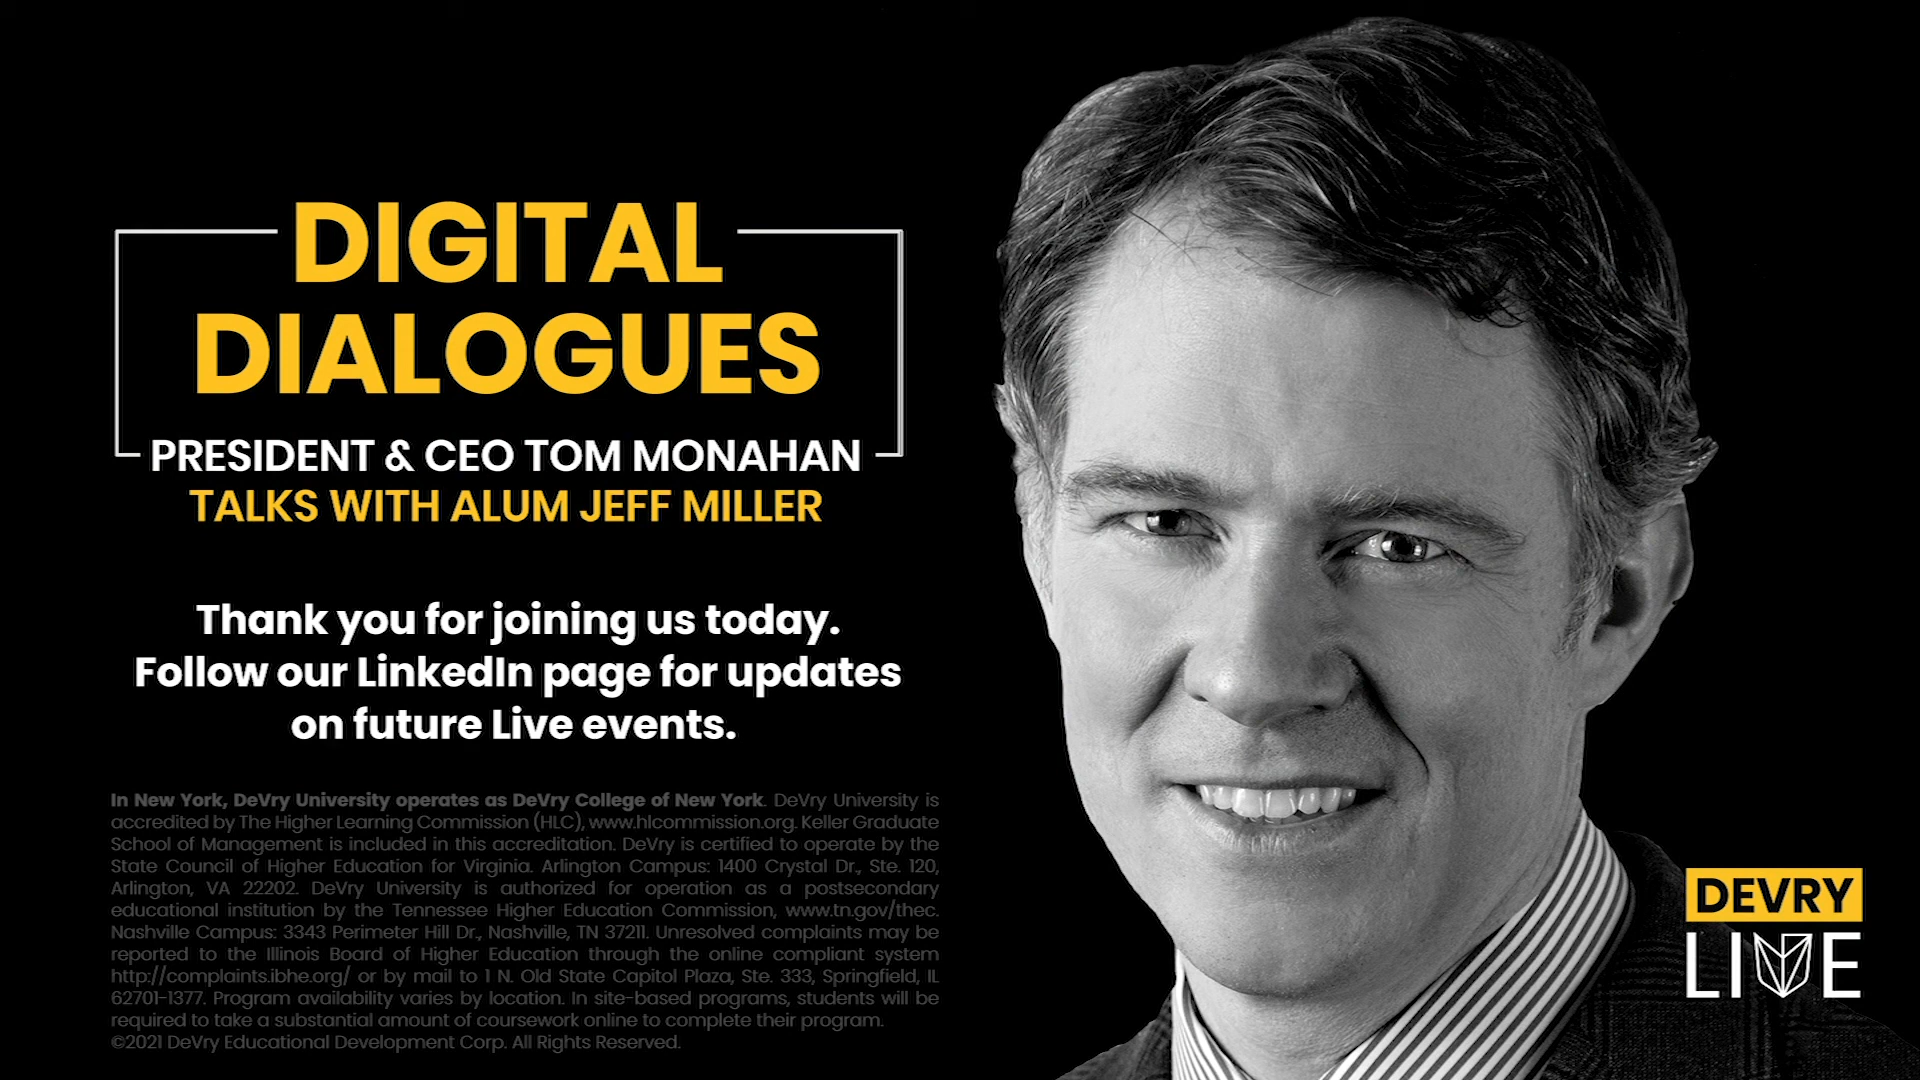 DIGITAL
DIALOGUES
PRESIDENT & CEO TOM MONAHAN
TALKS WITH ALUM JEFF MILLER
Thank you for joining us today.
Follow our LinkedIn page for updates
on future Live events.
In New York, DeVry University operates as DeVry College of New York. DeVry University is
accredited by The Higher Learning Commission (HLC), www.hlcommission.org. Keller Graduate
School of Management is included in this accreditation. DeVry is certified to operate by the
State Council of Higher Education for Virginia. Arlington Campus: 1400 Crystal Dr., Ste. 120,
Arlington, VA 22202. DeVry University is authorized for operation as a postsecondary
educational institution by the Tennessee Higher Education Commission, www.tn.gov/thec.
Nashville Campus: 3343 Perimeter Hill Dr., Nashville, TN 37211. Unresolved complaints may be
reported to the Illinois Board of Higher Education through the online compliant system
http://complaints.ibhe.org/ or by mail to 1 N. Old State Capitol Plaza, Ste. 333, Springfield, IL
62701-1377. Program availability varies by location. In site-based programs, students will be
required to take a substantial amount of coursework online to complete their program.
©2021 DeVry Educational Development Corp. All Rights Reserved.
DEVRY
LIVE